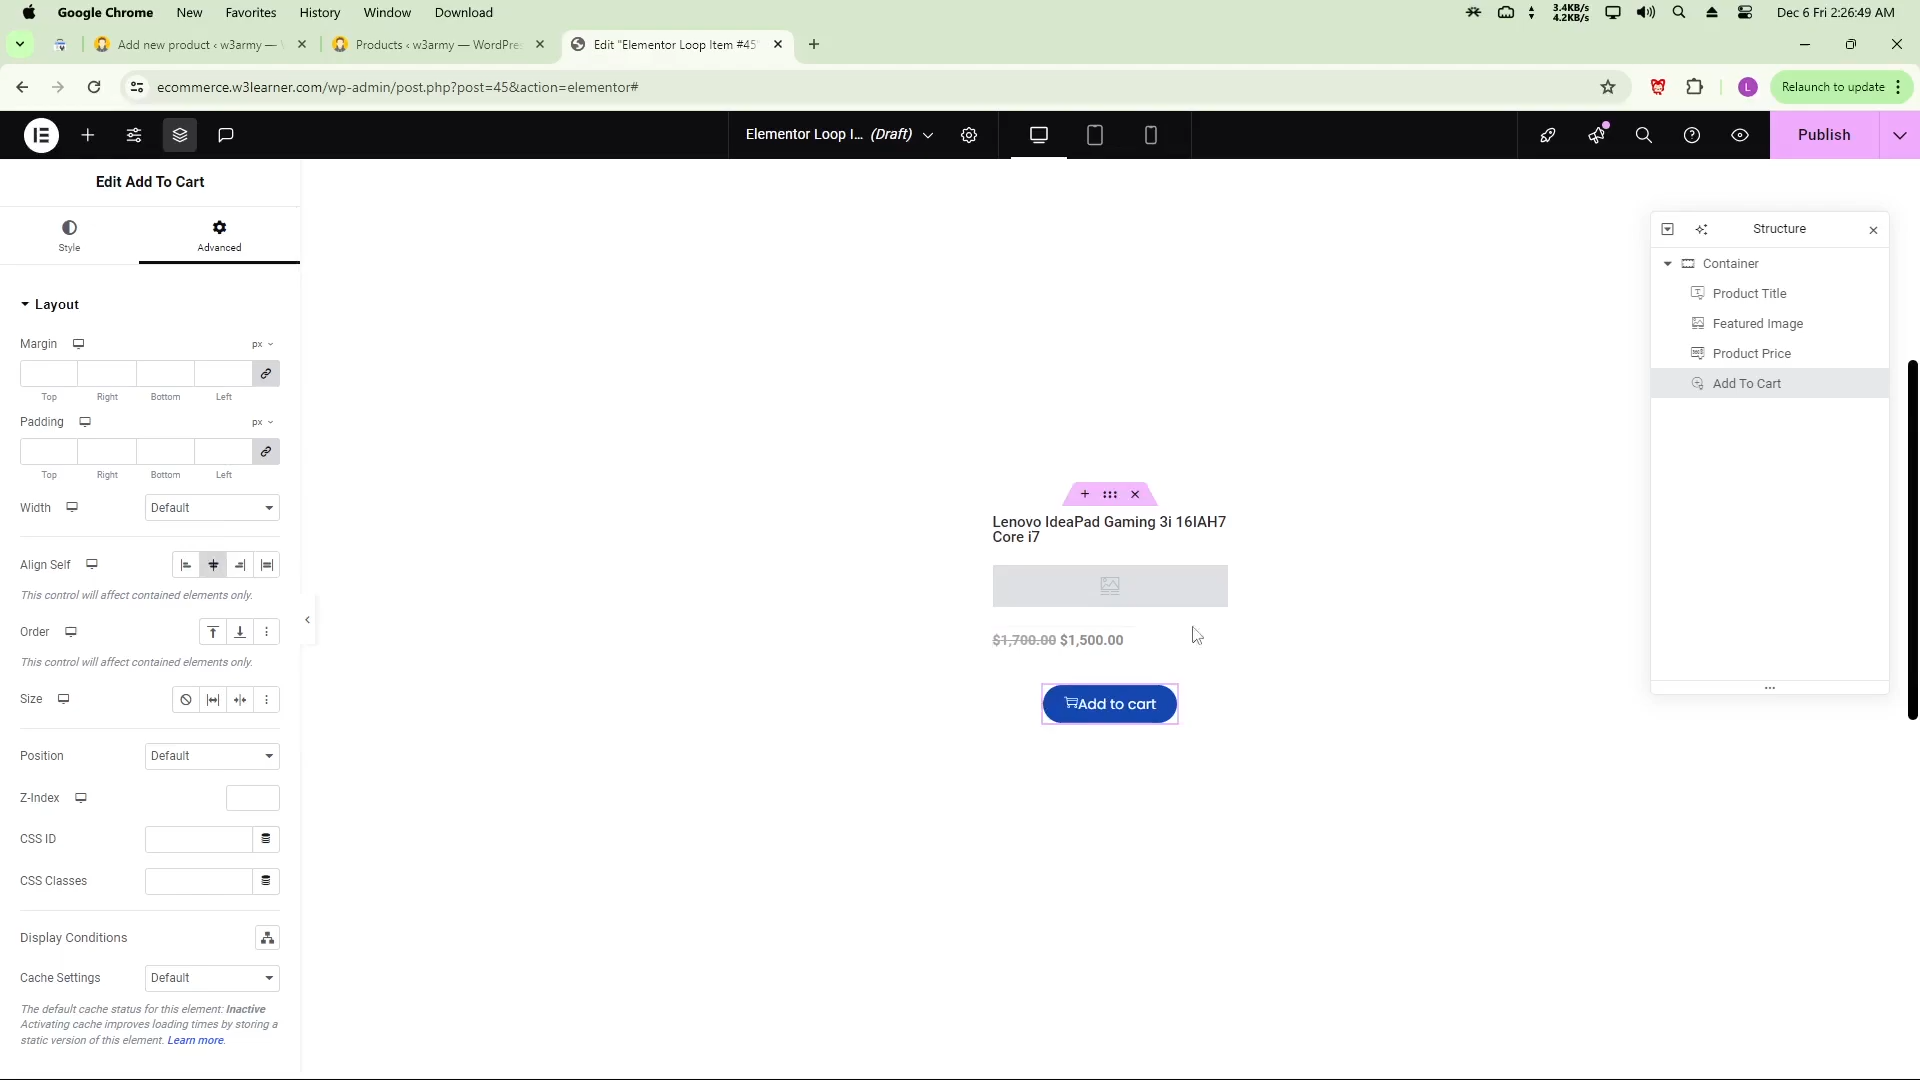 Google Chrome New Favorites History Window Download 3.4KB/s 4.2KB/s Dec 6 Fri 2:26:49 AM
Add new product ‹ w3army — Products ‹ w3army — WordPre Edit "Elementor Loop Item #45"
ecommerce.w3learner.com/wp-admin/post.php?post=45&action=elementor# L Relaunch to update
Elementor Loop I... (Draft) Publish
Edit Add To Cart
Style Advanced
Layout
Margin px
Top Right Bottom Left
Padding px
Top Right Bottom Left
Width Default
Align Self
This control will affect contained elements only.
Order
This control will affect contained elements only.
Size
Position Default
Z-Index
CSS ID
CSS Classes
Display Conditions
Cache Settings Default
The default cache status for this element: Inactive
Activating cache improves loading times by storing a
static version of this element. Learn more.
Lenovo IdeaPad Gaming 3i 16IAH7
Core i7
$1,700.00 $1,500.00
Add to cart
Structure
Container
Product Title
Featured Image
Product Price
Add To Cart